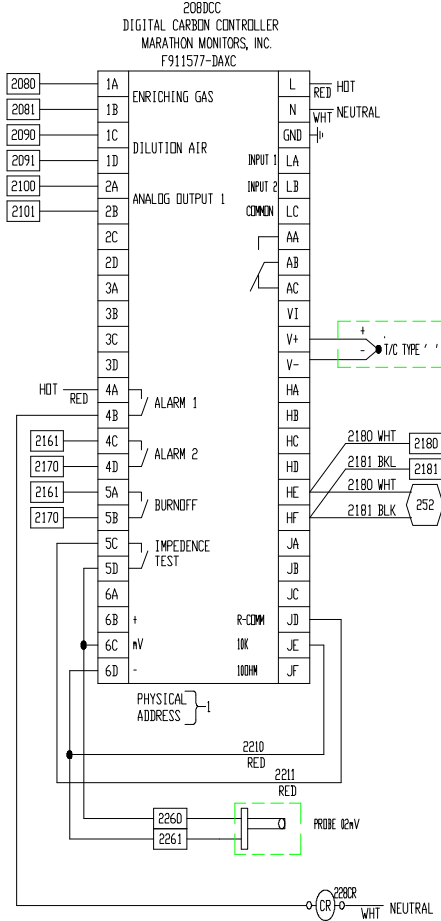 208DCC
DIGITAL CARBON CONTROLLER
MARATHON MONITORS, INC.
F911577-DAXC
2080 1A ENRICHING GAS L RED HOT
2081 1B N WHT NEUTRAL
2090 1C DILUTION AIR GND
2091 1D INPUT 1 LA
2100 2A ANALOG OUTPUT 1 INPUT 2 LB
2101 2B COMMON LC
2C AA
2D AB
3A AC
3B VI
3C V+ +
3D V- - T/C TYPE ' '
HOT RED 4A ALARM 1 HA
4B HB
2161 4C ALARM 2 HC 2180 WHT 2180
2170 4D HD 2181 BKL 2181
2161 5A BURNOFF HE 2180 WHT 252
2170 5B HF 2181 BLK
5C IMPEDENCE JA
5D TEST JB
6A JC
6B + R-COMM JD
6C mV 10K JE
6D - 100HM JF
PHYSICAL
ADDRESS 1
2210
RED
2211
RED
2260 PROBE 02mV
2261
CR 228CR
WHT NEUTRAL